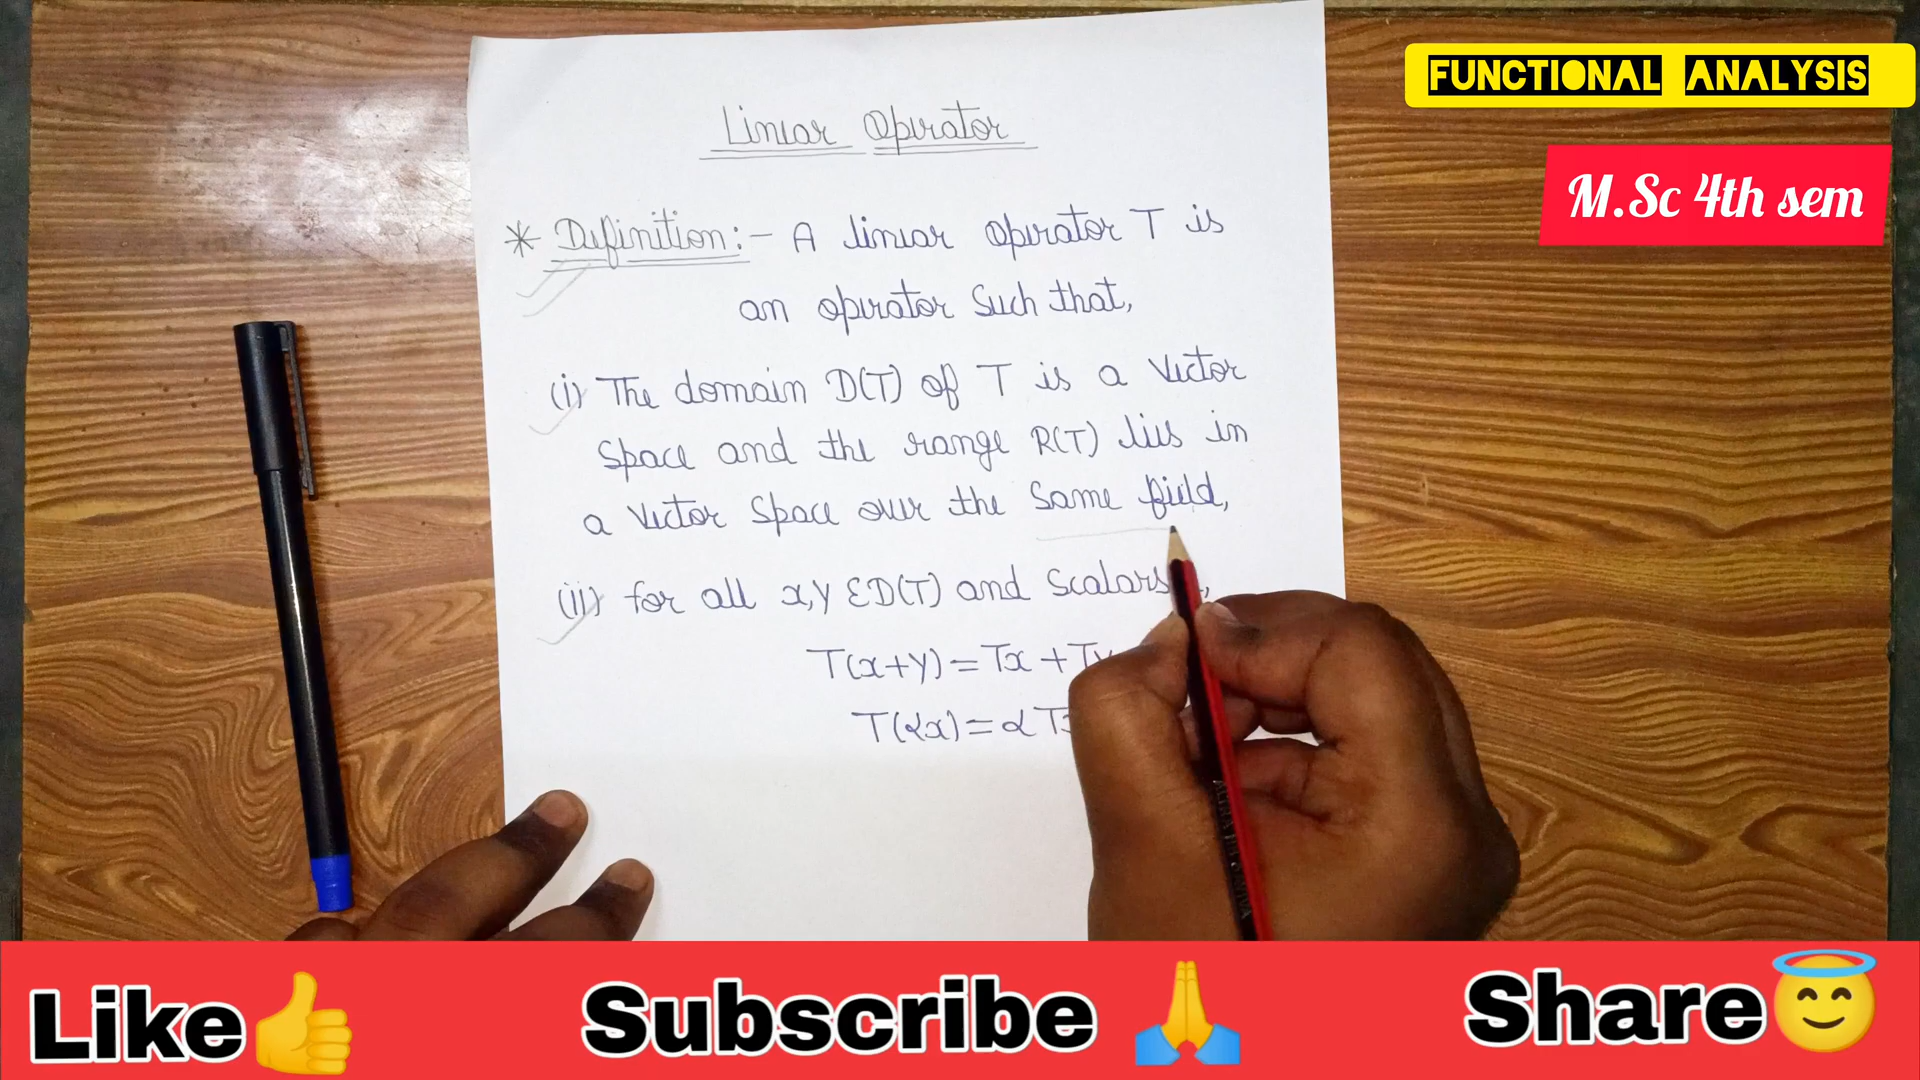 FUNCTIONAL ANALYSIS
M.Sc 4th sem
Linear Operator
* Definition:- A linear operator T is
an operator Such that,
(i) The domain D(T) of T is a vector
Space and the range R(T) lies in
a vector Space over the Same field,
(ii) for all x,y ƐD(T) and Scalars
T(x+y)=Tx+Ty
T(αx)=αTx
Like👍 Subscribe 🙏 Share😇